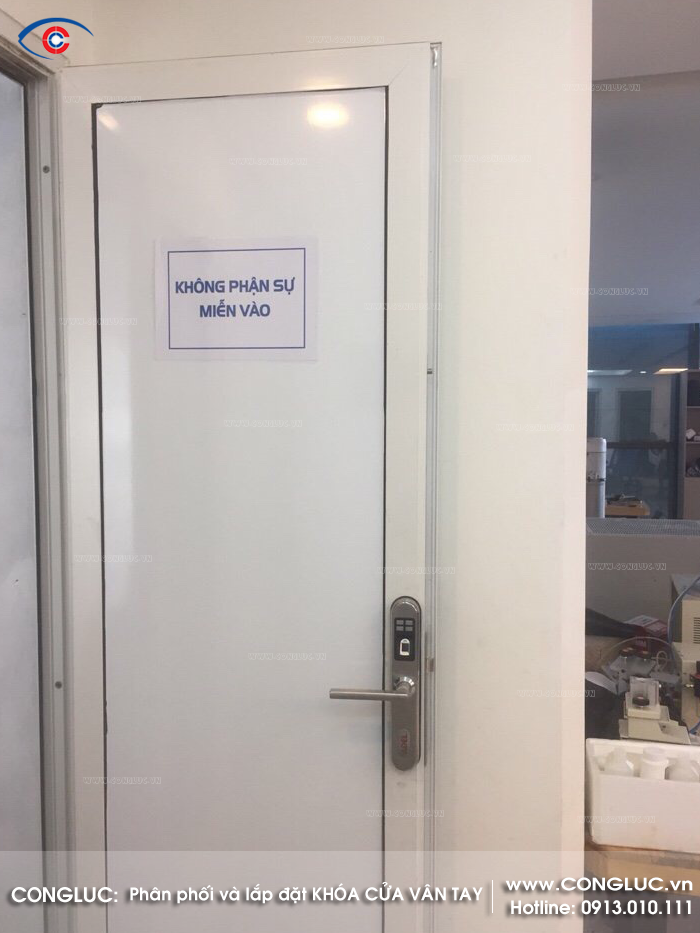 KHÔNG PHẬN SỰ
MIỄN VÀO
CONGLUC: Phân phối và lắp đặt KHÓA CỬA VÂN TAY
www.CONGLUC.vn
Hotline: 0913.010.111